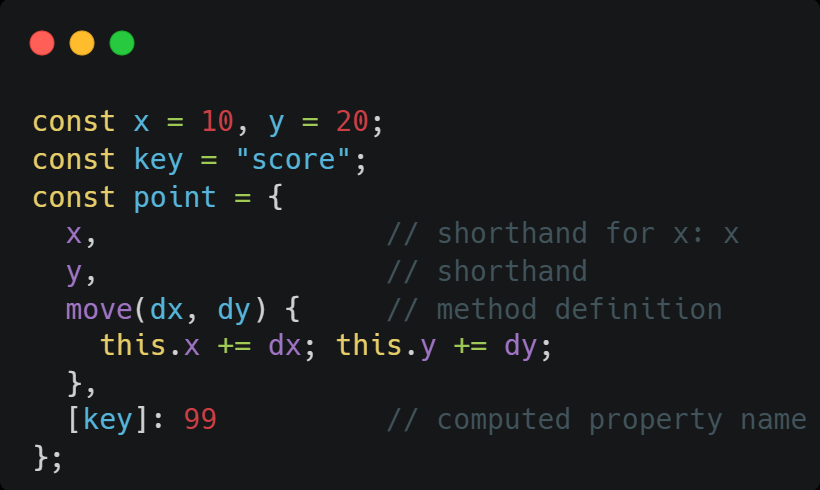 const x = 10, y = 20;
const key = "score";
const point = {
  x,                 // shorthand for x: x
  y,                 // shorthand
  move(dx, dy) {     // method definition
    this.x += dx; this.y += dy;
  },
  [key]: 99          // computed property name
};